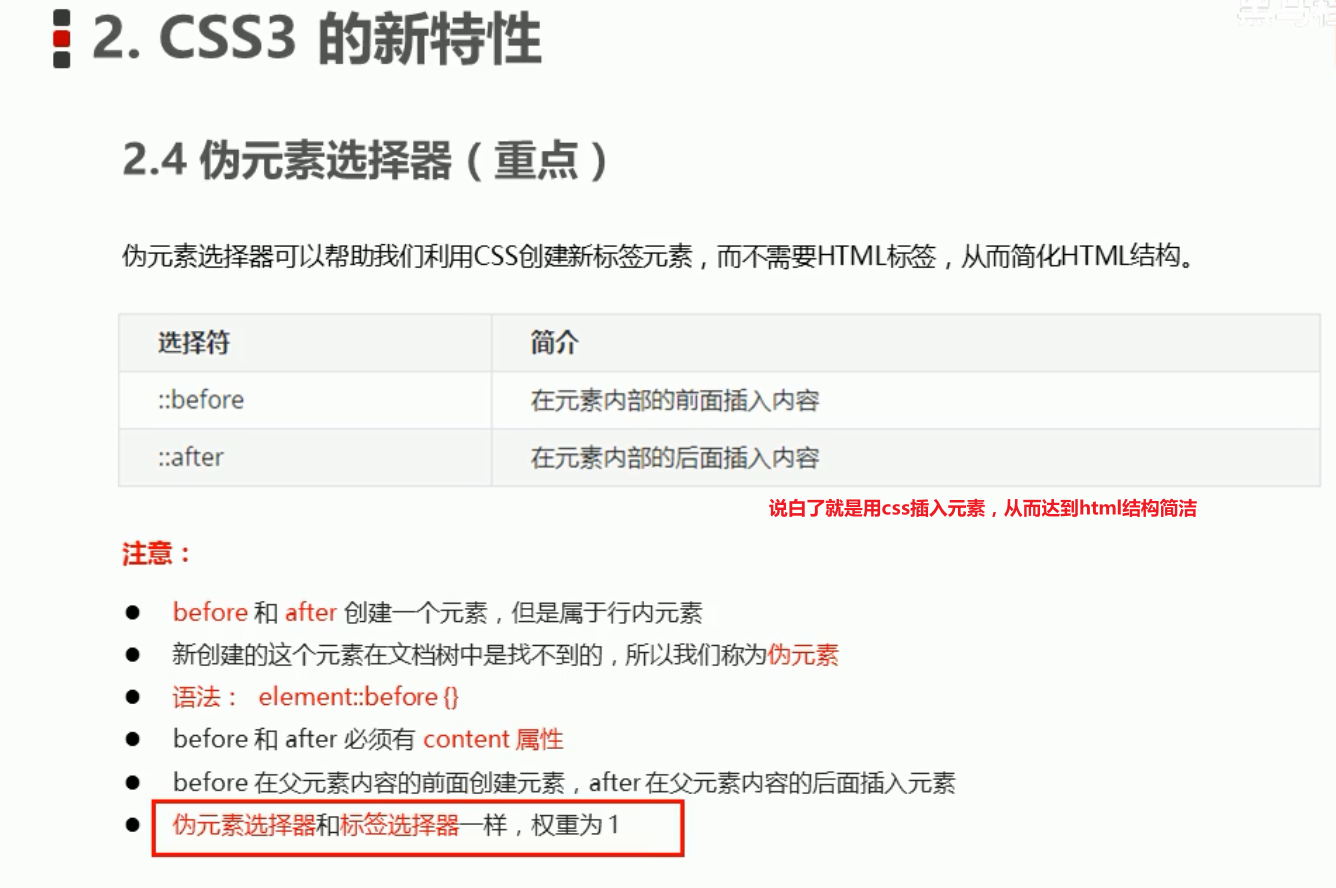 2. CSS3 的新特性
2.4 伪元素选择器（重点）
伪元素选择器可以帮助我们利用CSS创建新标签元素，而不需要HTML标签，从而简化HTML结构。
选择符 简介
::before 在元素内部的前面插入内容
::after 在元素内部的后面插入内容
说白了就是用css插入元素，从而达到html结构简洁
注意：
● before 和 after 创建一个元素，但是属于行内元素
● 新创建的这个元素在文档树中是找不到的，所以我们称为伪元素
● 语法： element::before {}
● before 和 after 必须有 content 属性
● before 在父元素内容的前面创建元素，after 在父元素内容的后面插入元素
● 伪元素选择器和标签选择器一样，权重为 1